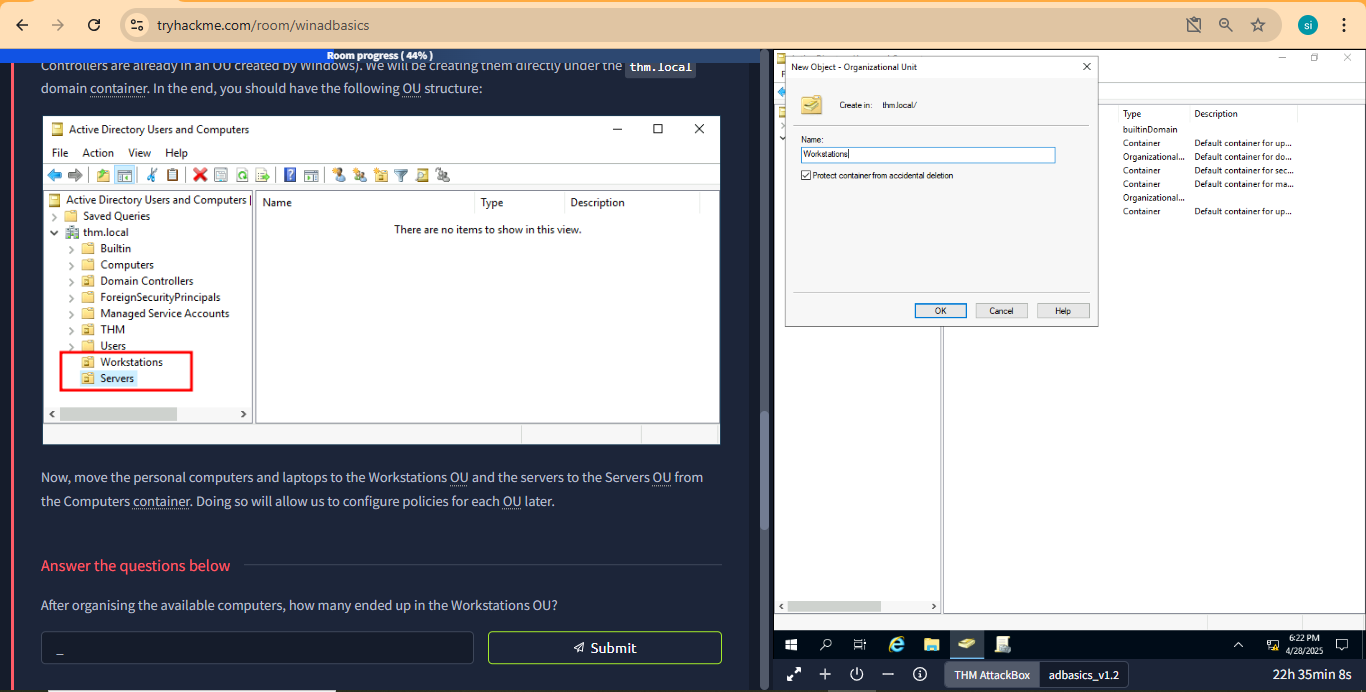 tryhackme.com/room/winadbasics
si
Room progress ( 44% )
Controllers are already in an OU created by Windows). We will be creating them directly under the thm.local
domain container. In the end, you should have the following OU structure:
Active Directory Users and Computers
File Action View Help
Active Directory Users and Computers
Saved Queries
thm.local
Builtin
Computers
Domain Controllers
ForeignSecurityPrincipals
Managed Service Accounts
THM
Users
Workstations
Servers
Name Type Description
There are no items to show in this view.
Now, move the personal computers and laptops to the Workstations OU and the servers to the Servers OU from
the Computers container. Doing so will allow us to configure policies for each OU later.
Answer the questions below
After organising the available computers, how many ended up in the Workstations OU?
_
Submit
New Object - Organizational Unit
Create in: thm.local/
Name:
Workstations
Protect container from accidental deletion
OK Cancel Help
Type Description
builtinDomain
Container Default container for up...
Organizational... Default container for do...
Container Default container for sec...
Container Default container for ma...
Organizational...
Container Default container for up...
6:22 PM
4/28/2025
THM AttackBox adbasics_v1.2 22h 35min 8s